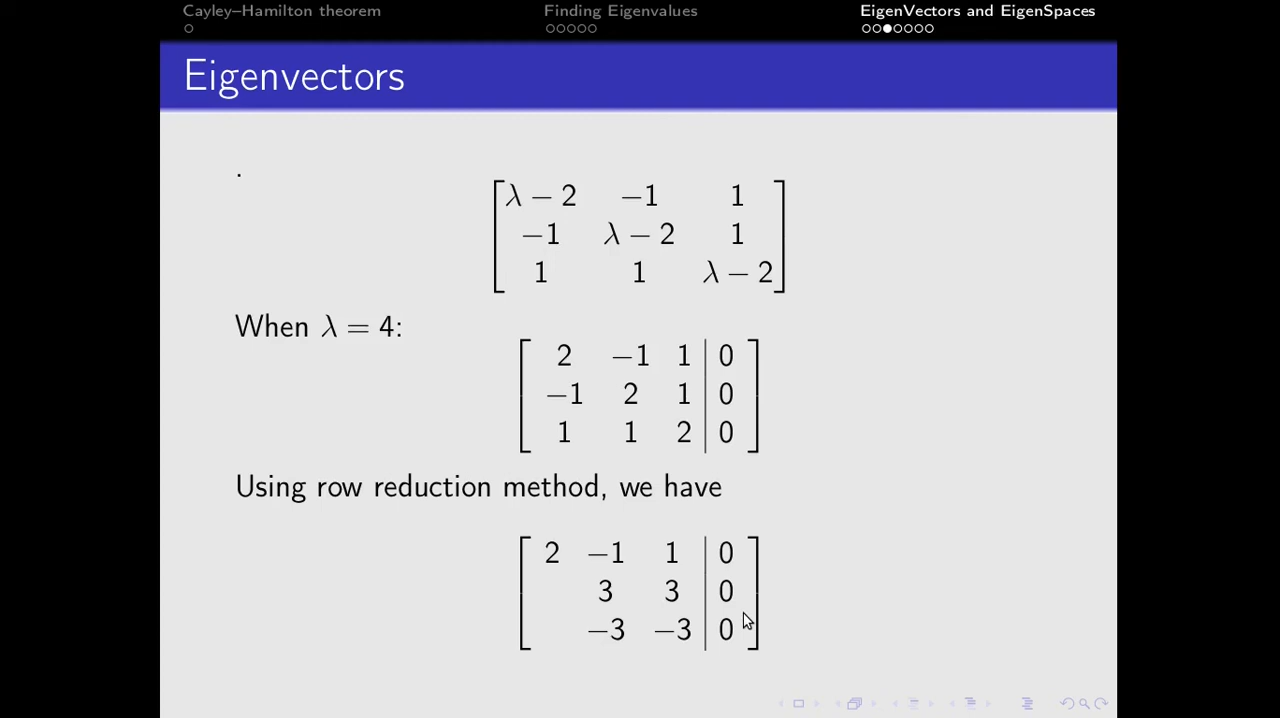 Cayley–Hamilton theorem Finding Eigenvalues EigenVectors and EigenSpaces
Eigenvectors
.
λ − 2 −1 1
−1 λ − 2 1
1 1 λ − 2
When λ = 4:
2 −1 1 0
−1 2 1 0
1 1 2 0
Using row reduction method, we have
2 −1 1 0
3 3 0
−3 −3 0